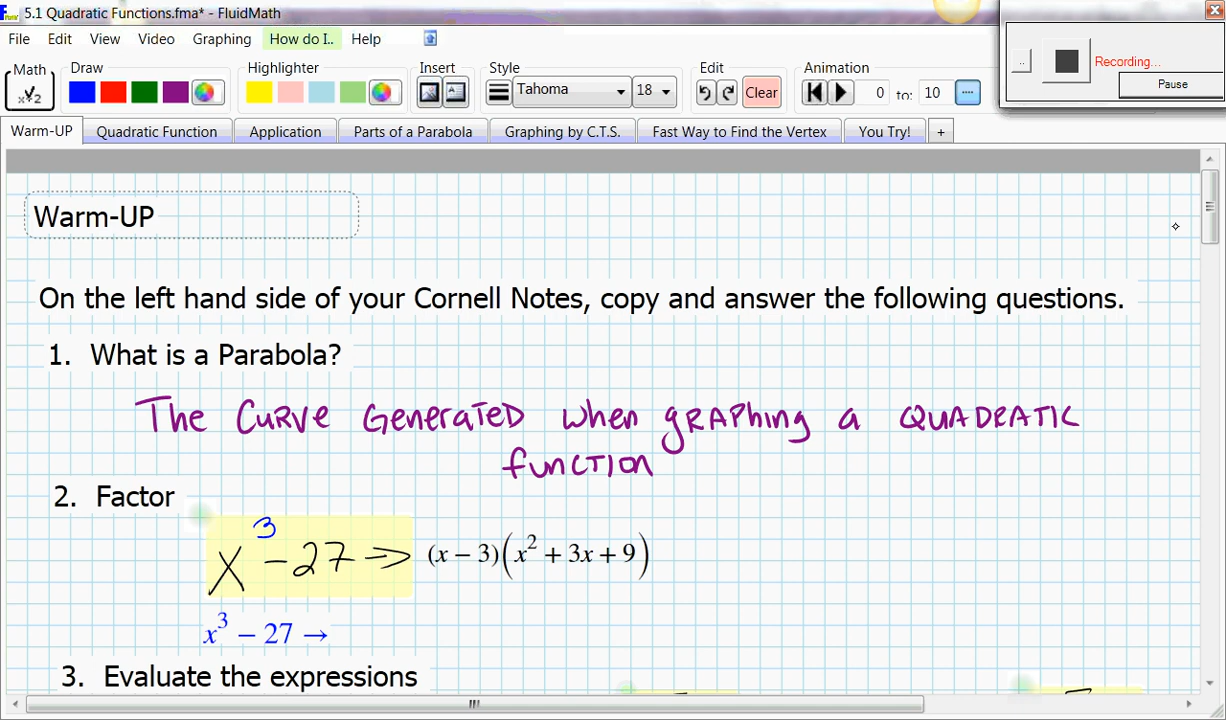 5.1 Quadratic Functions.fma* - FluidMath
Recording...
Pause
File Edit View Video Graphing How do I.. Help
Math Draw Highlighter Insert Style Edit Animation
Tahoma 18 Clear 0 to: 10 ....
Warm-UP Quadratic Function Application Parts of a Parabola Graphing by C.T.S. Fast Way to Find the Vertex You Try! +
Warm-UP
On the left hand side of your Cornell Notes, copy and answer the following questions.
1. What is a Parabola?
The Curve Generated when graphing a QUADRATIC
function
2. Factor
x³ - 27 ⇒ (x − 3)(x² + 3x + 9)
x³ − 27 →
3. Evaluate the expressions